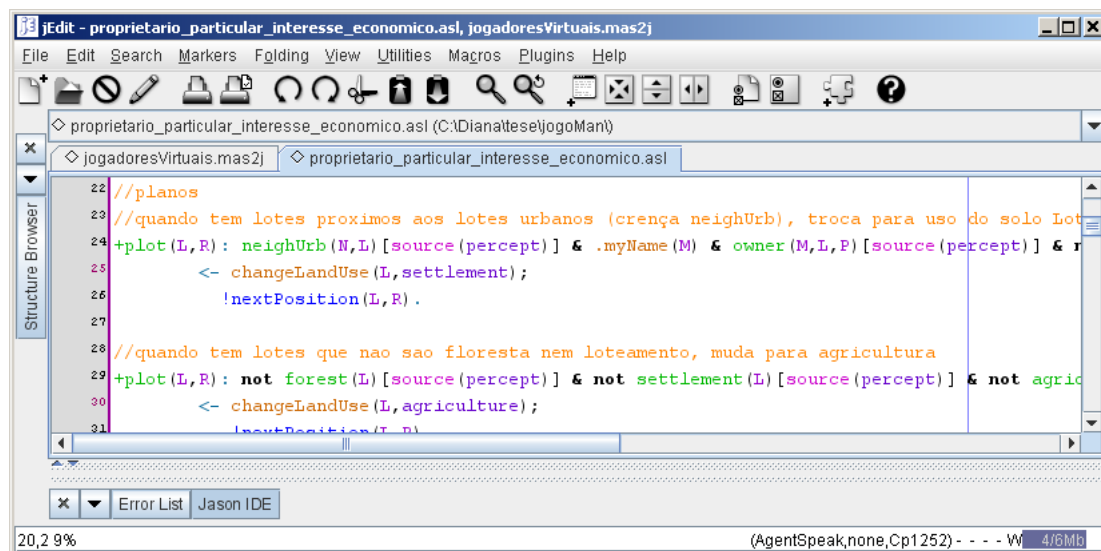 jEdit - proprietario_particular_interesse_economico.asl, jogadoresVirtuais.mas2j
File Edit Search Markers Folding View Utilities Macros Plugins Help
proprietario_particular_interesse_economico.asl (C:\Diana\tese\jogoMan\)
jogadoresVirtuais.mas2j proprietario_particular_interesse_economico.asl
Structure Browser
22 //planos
23 //quando tem lotes proximos aos lotes urbanos (crença neighUrb), troca para uso do solo Lot
24 +plot(L,R): neighUrb(N,L)[source(percept)] & .myName(M) & owner(M,L,P)[source(percept)] & n
25 <- changeLandUse(L,settlement);
26 !nextPosition(L,R).
27
28 //quando tem lotes que nao sao floresta nem loteamento, muda para agricultura
29 +plot(L,R): not forest(L)[source(percept)] & not settlement(L)[source(percept)] & not agric
30 <- changeLandUse(L,agriculture);
31 !nextPosition(L,R)
Error List Jason IDE
20,2 9% (AgentSpeak,none,Cp1252) - - - - W 4/6Mb